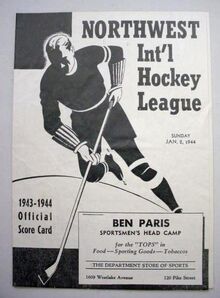 NORTHWEST
Int'l
Hockey
League
SUNDAY
JAN. 2, 1944
1943-1944
Official
Score Card
BEN PARIS
SPORTSMEN'S HEAD CAMP
for the "TOPS" in
Food—Sporting Goods—Tobaccos
THE DEPARTMENT STORE OF SPORTS
1609 Westlake Avenue 120 Pike Street